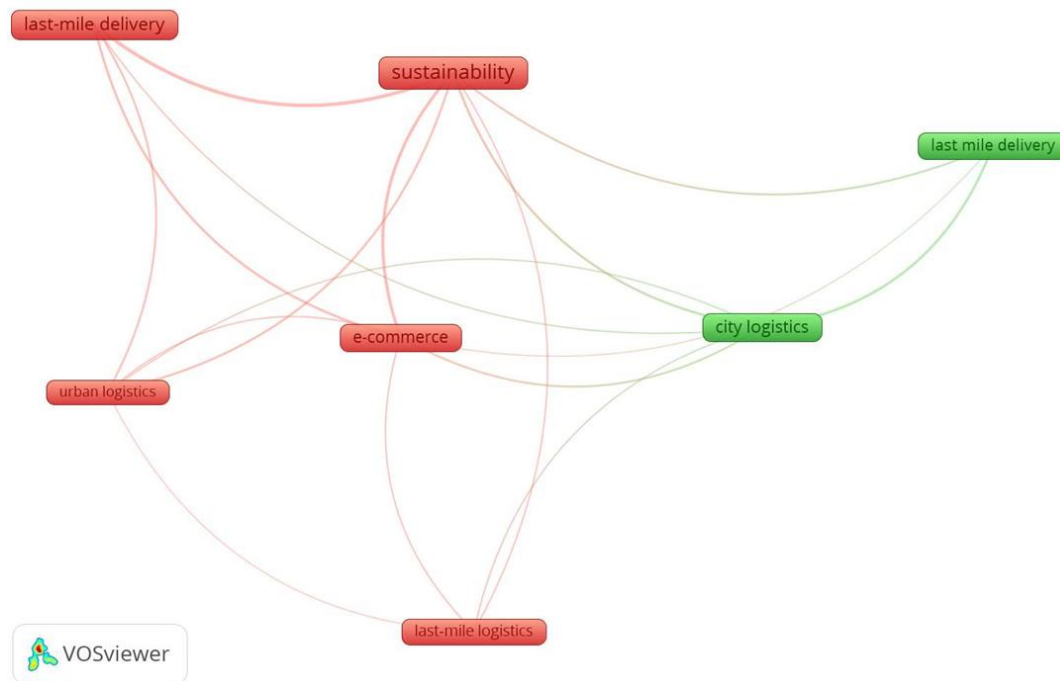 last-mile delivery
sustainability
last mile delivery
city logistics
e-commerce
urban logistics
last-mile logistics
VOSviewer